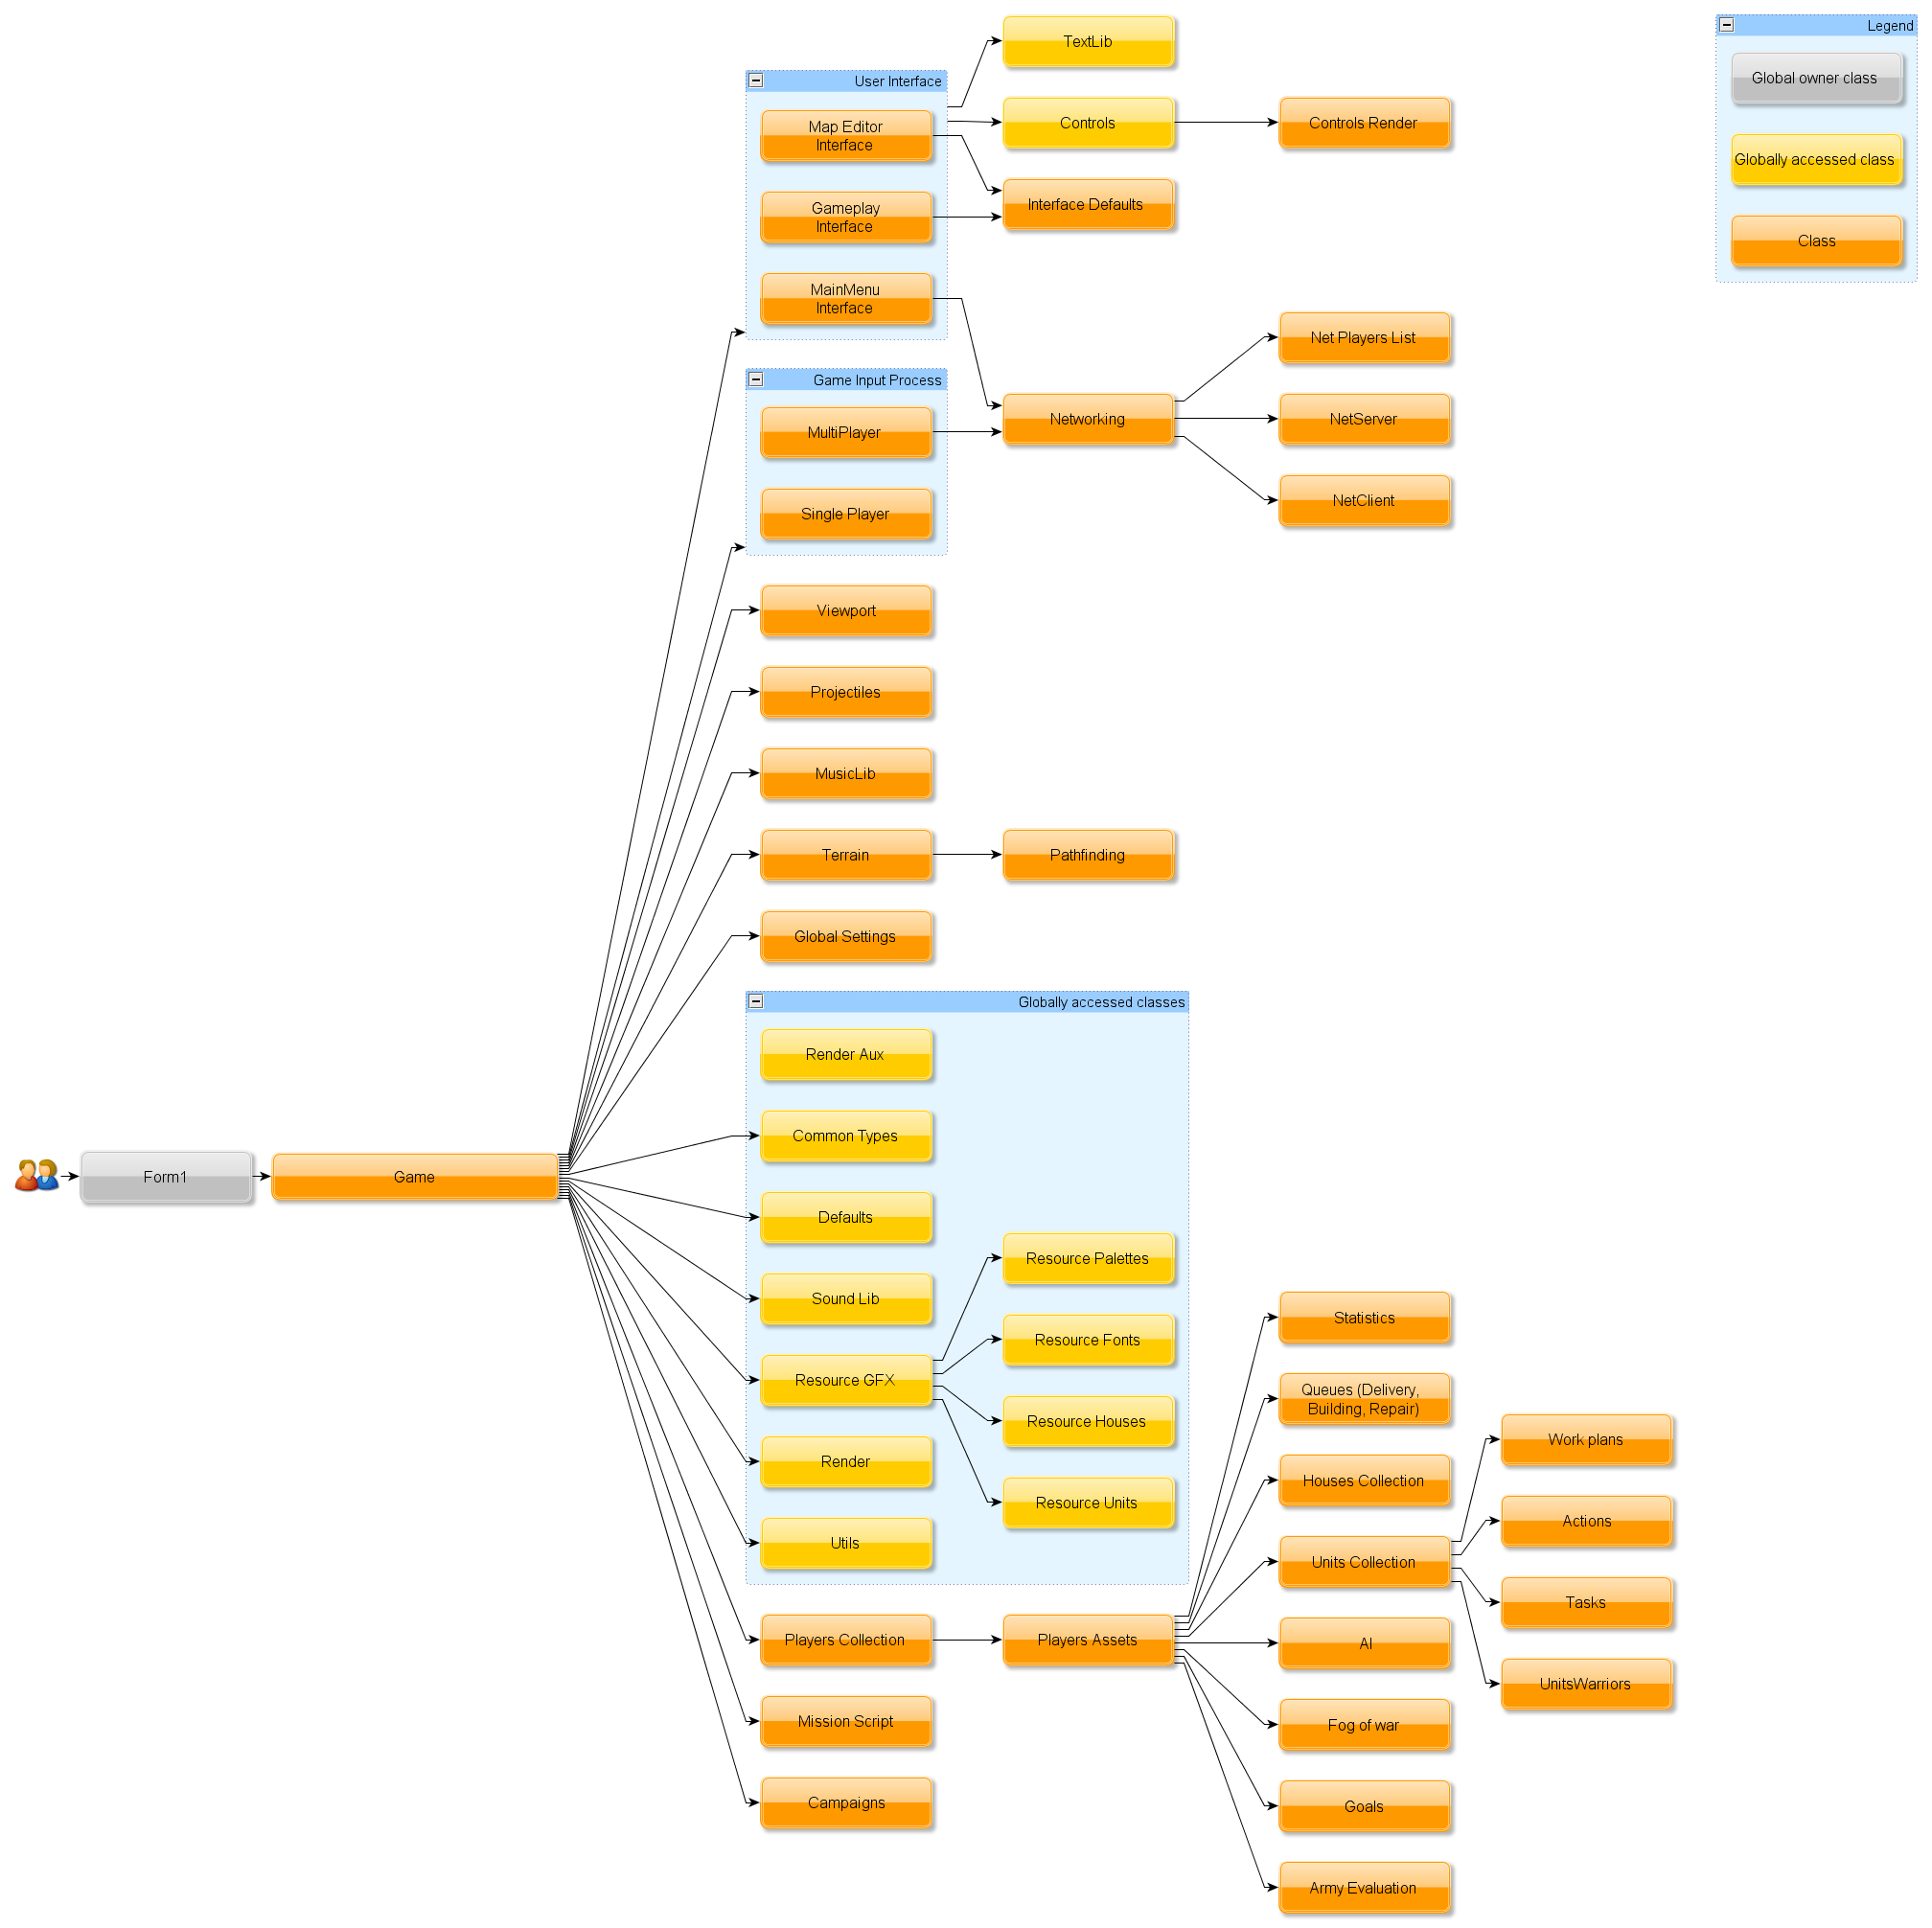 TextLib
Legend
User Interface
Global owner class
Map Editor
Interface
Controls
Controls Render
Globally accessed class
Gameplay
Interface
Interface Defaults
Class
MainMenu
Interface
Net Players List
Game Input Process
MultiPlayer
Networking
NetServer
Single Player
NetClient
Viewport
Projectiles
MusicLib
Terrain
Pathfinding
Global Settings
Globally accessed classes
Render Aux
Common Types
Form1
Game
Defaults
Resource Palettes
Sound Lib
Statistics
Resource Fonts
Resource GFX
Queues (Delivery,
Building, Repair)
Resource Houses
Work plans
Render
Houses Collection
Resource Units
Actions
Utils
Units Collection
Tasks
Players Collection
Players Assets
AI
UnitsWarriors
Mission Script
Fog of war
Campaigns
Goals
Army Evaluation